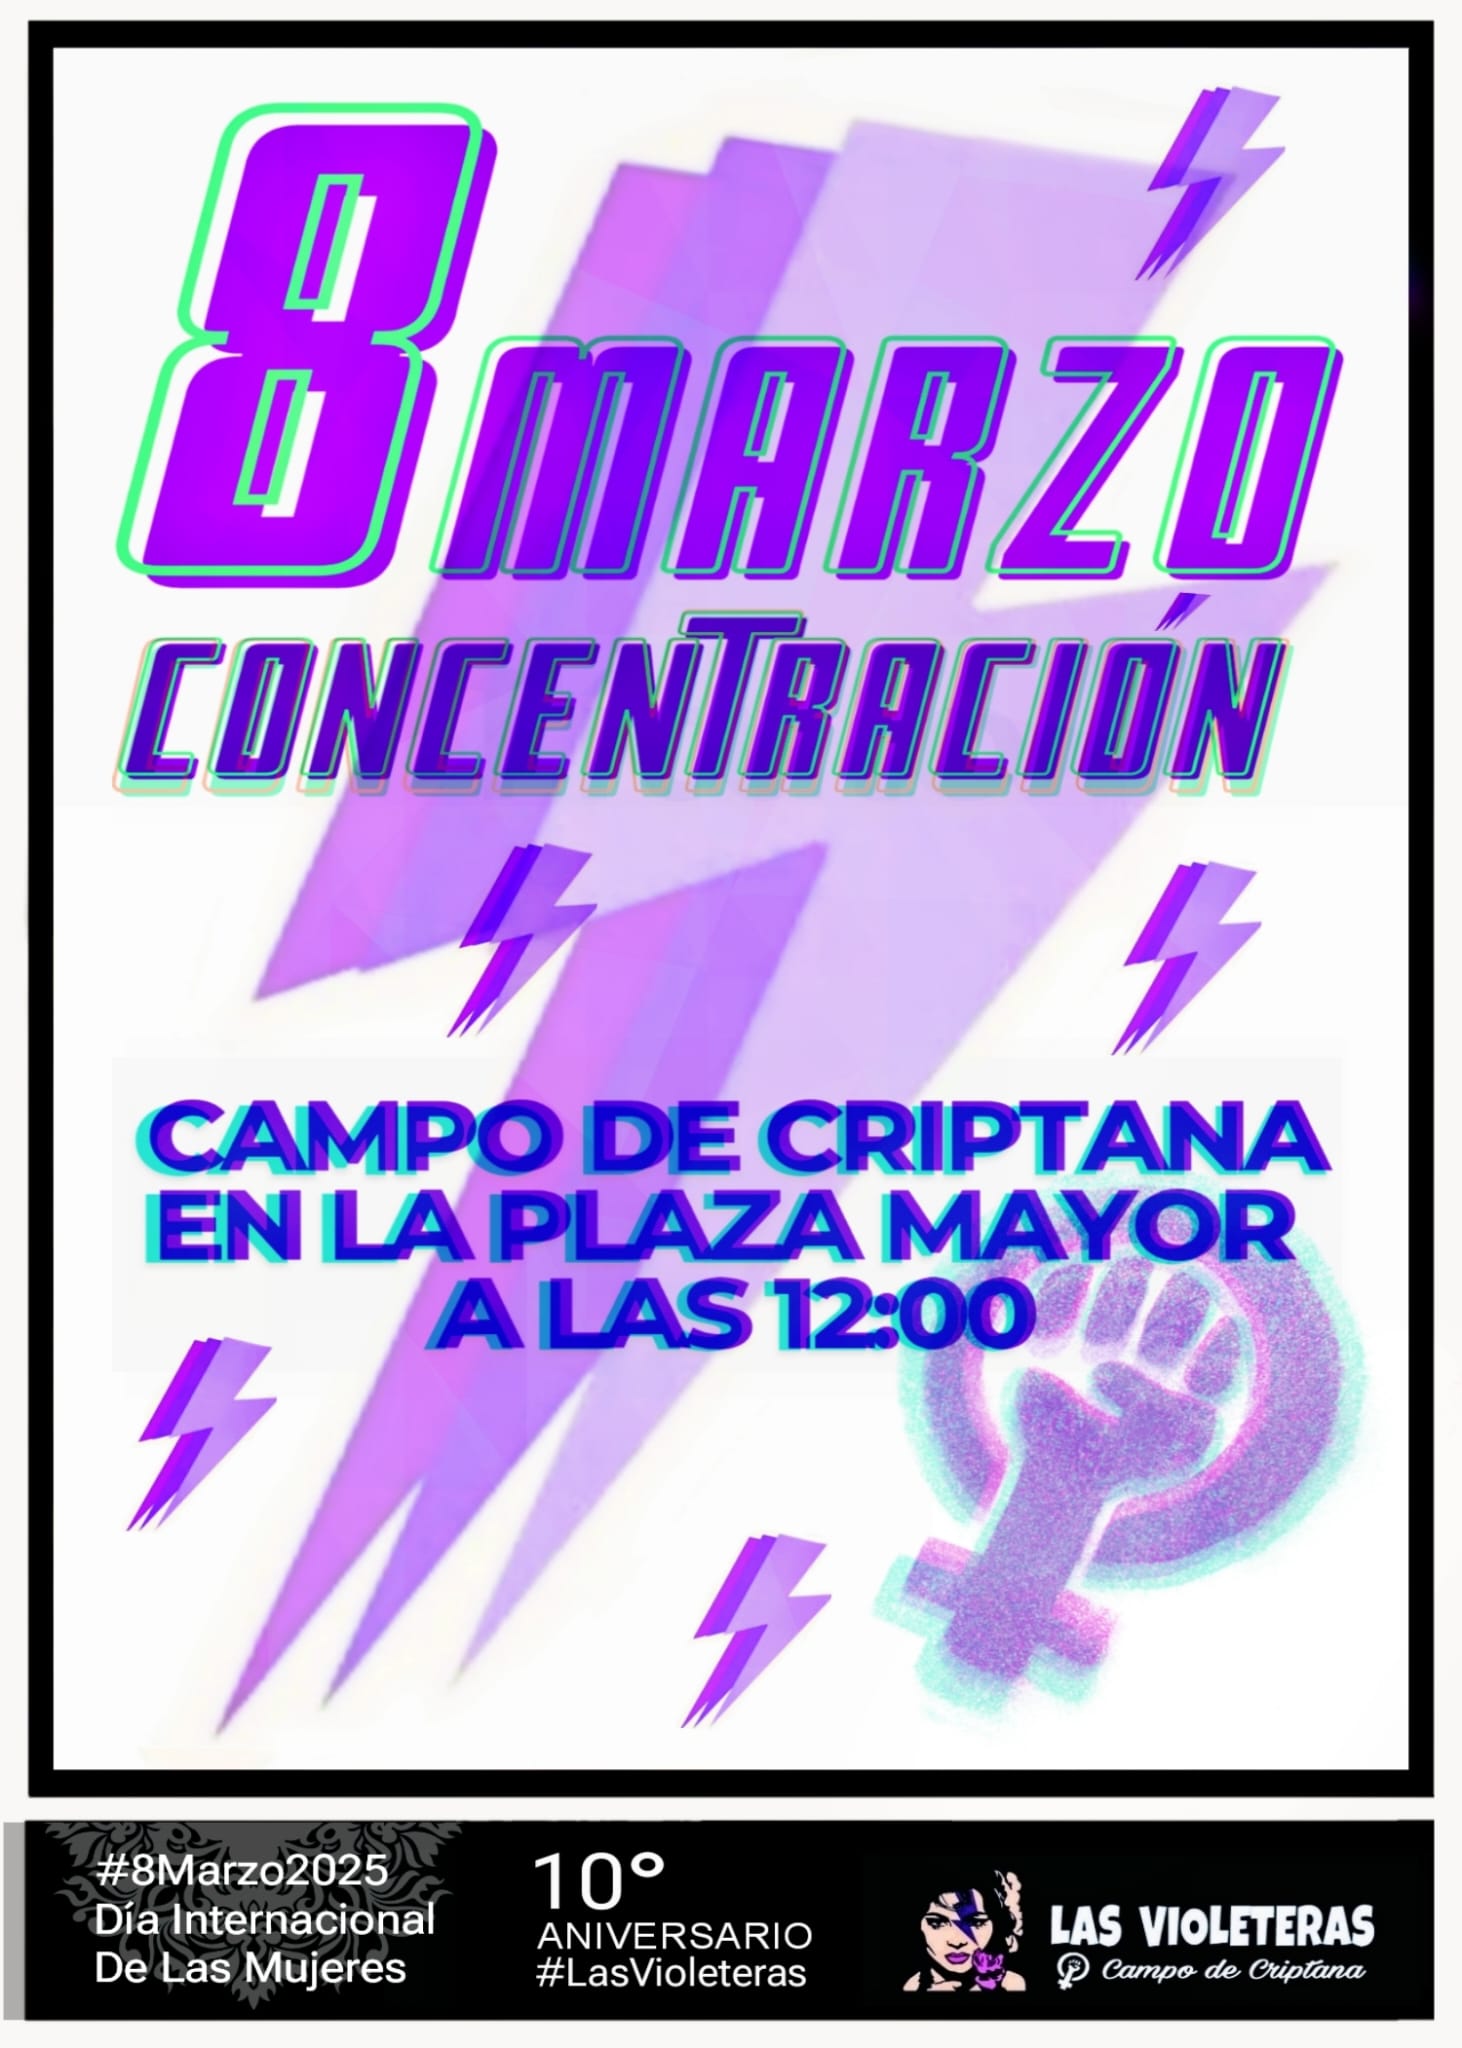 8 MARZO
CONCENTRACIÓN
CAMPO DE CRIPTANA
EN LA PLAZA MAYOR
A LAS 12:00
#8Marzo2025
Día Internacional
De Las Mujeres
10º
ANIVERSARIO
#LasVioleteras
LAS VIOLETERAS
Campo de Criptana